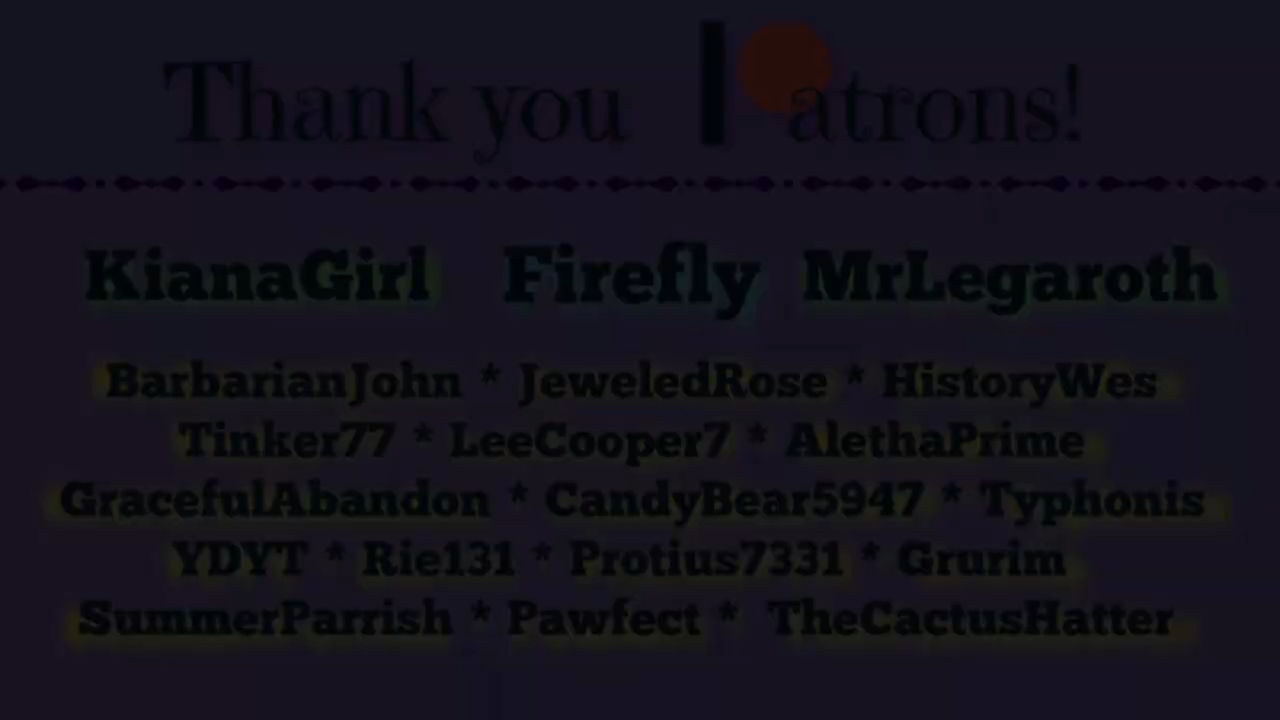 Thank you Patrons!
KianaGirl Firefly MrLegaroth
BarbarianJohn * JeweledRose * HistoryWes
Tinker77 * LeeCooper7 * AlethaPrime
GracefulAbandon * CandyBear5947 * Typhonis
YDYT * Rie131 * Protius7331 * Grurim
SummerParrish * Pawfect * TheCactusHatter